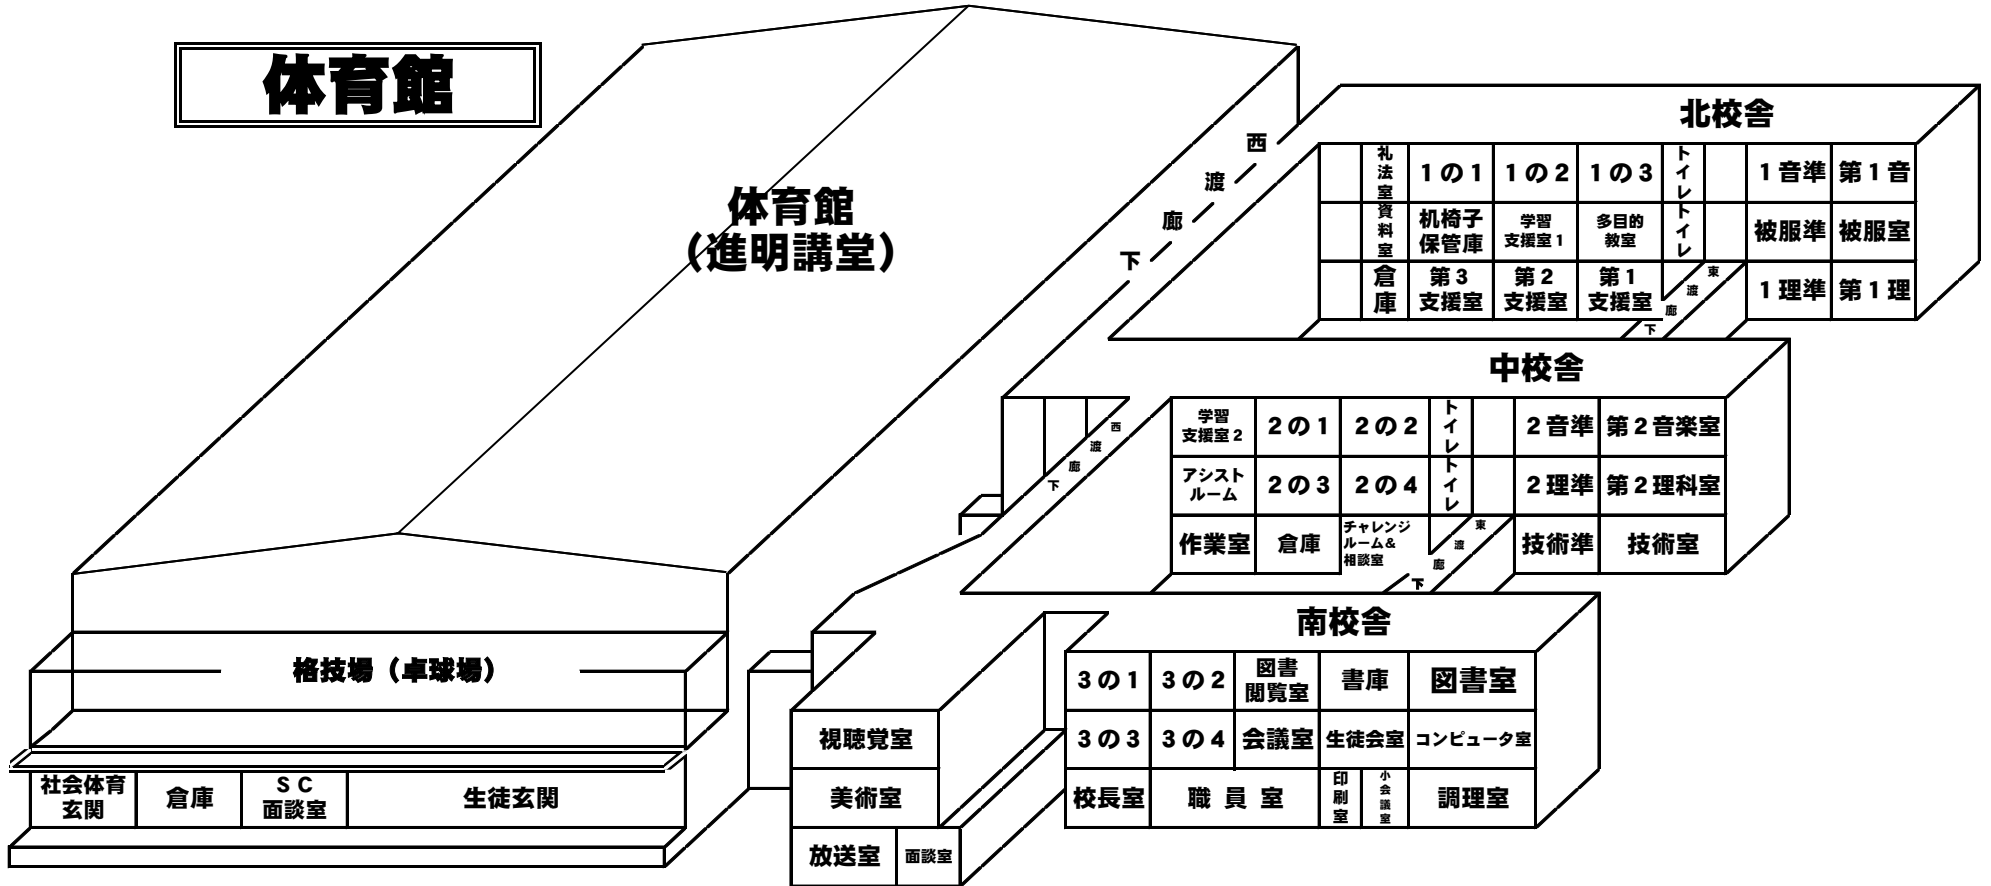 体育館
体育館
（進明講堂）
西
渡
廊
下
北校舎
礼法室
1の1
1の2
1の3
トイレ
1音準
第1音
資料室
机椅子
保管庫
学習
支援室1
多目的
教室
トイレ
被服準
被服室
倉庫
第3
支援室
第2
支援室
第1
支援室
東
渡
廊
下
1理準
第1理
中校舎
西
渡
廊
下
学習
支援室2
2の1
2の2
トイレ
2音準
第2音楽室
アシスト
ルーム
2の3
2の4
トイレ
2理準
第2理科室
作業室
倉庫
チャレンジ
ルーム&
相談室
東
渡
廊
下
技術準
技術室
南校舎
3の1
3の2
図書
閲覧室
書庫
図書室
3の3
3の4
会議室
生徒会室
コンピュータ室
校長室
職員室
印刷室
小会議室
調理室
格技場（卓球場）
社会体育
玄関
倉庫
SC
面談室
生徒玄関
視聴覚室
美術室
放送室
面談室